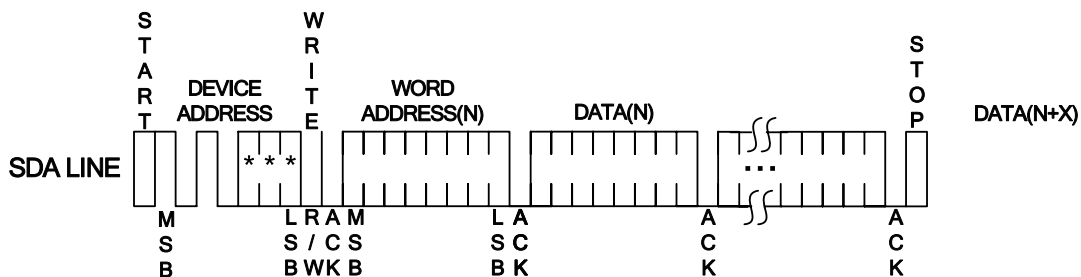 START
WRITE
STOP
DEVICE
ADDRESS
WORD
ADDRESS(N)
DATA(N)
DATA(N+X)
SDA LINE
* * *
...
MSB
LSB
R/W
ACK
MSB
LSB
ACK
ACK
ACK